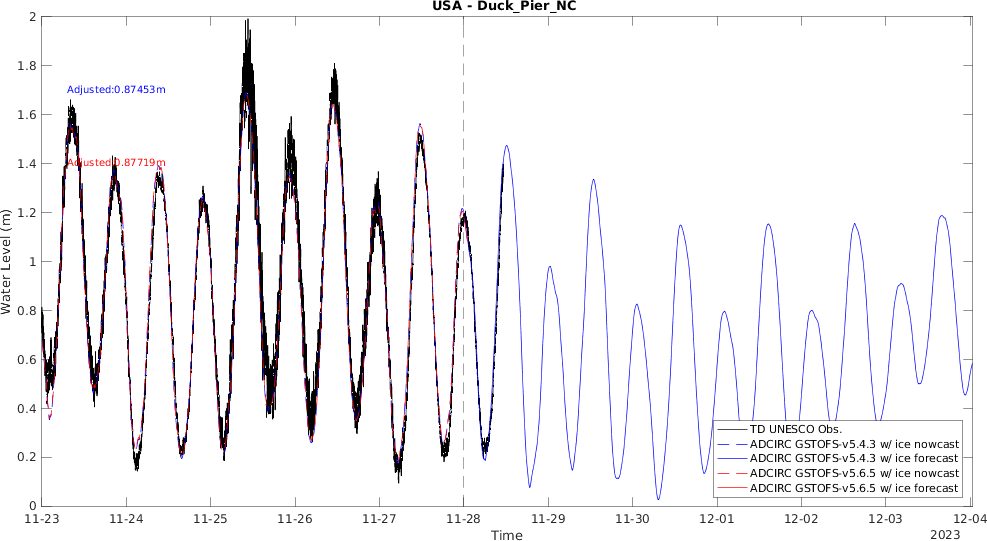 USA - Duck_Pier_NC
2
1.8
1.6
1.4
1.2
1
0.8
0.6
0.4
0.2
0
Water Level (m)
Adjusted:0.87453m
Adjusted:0.87719m
TD UNESCO Obs.
ADCIRC GSTOFS-v5.4.3 w/ ice nowcast
ADCIRC GSTOFS-v5.4.3 w/ ice forecast
ADCIRC GSTOFS-v5.6.5 w/ ice nowcast
ADCIRC GSTOFS-v5.6.5 w/ ice forecast
11-23 11-24 11-25 11-26 11-27 11-28 11-29 11-30 12-01 12-02 12-03 12-04
Time
2023